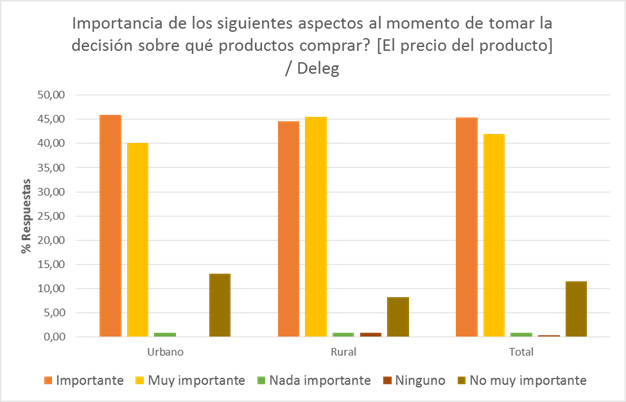 Importancia de los siguientes aspectos al momento de tomar la
decisión sobre qué productos comprar? [El precio del producto]
/ Deleg
50,00
45,00
40,00
35,00
30,00
25,00
20,00
15,00
10,00
5,00
0,00
% Respuestas
Urbano Rural Total
Importante Muy importante Nada importante Ninguno No muy importante